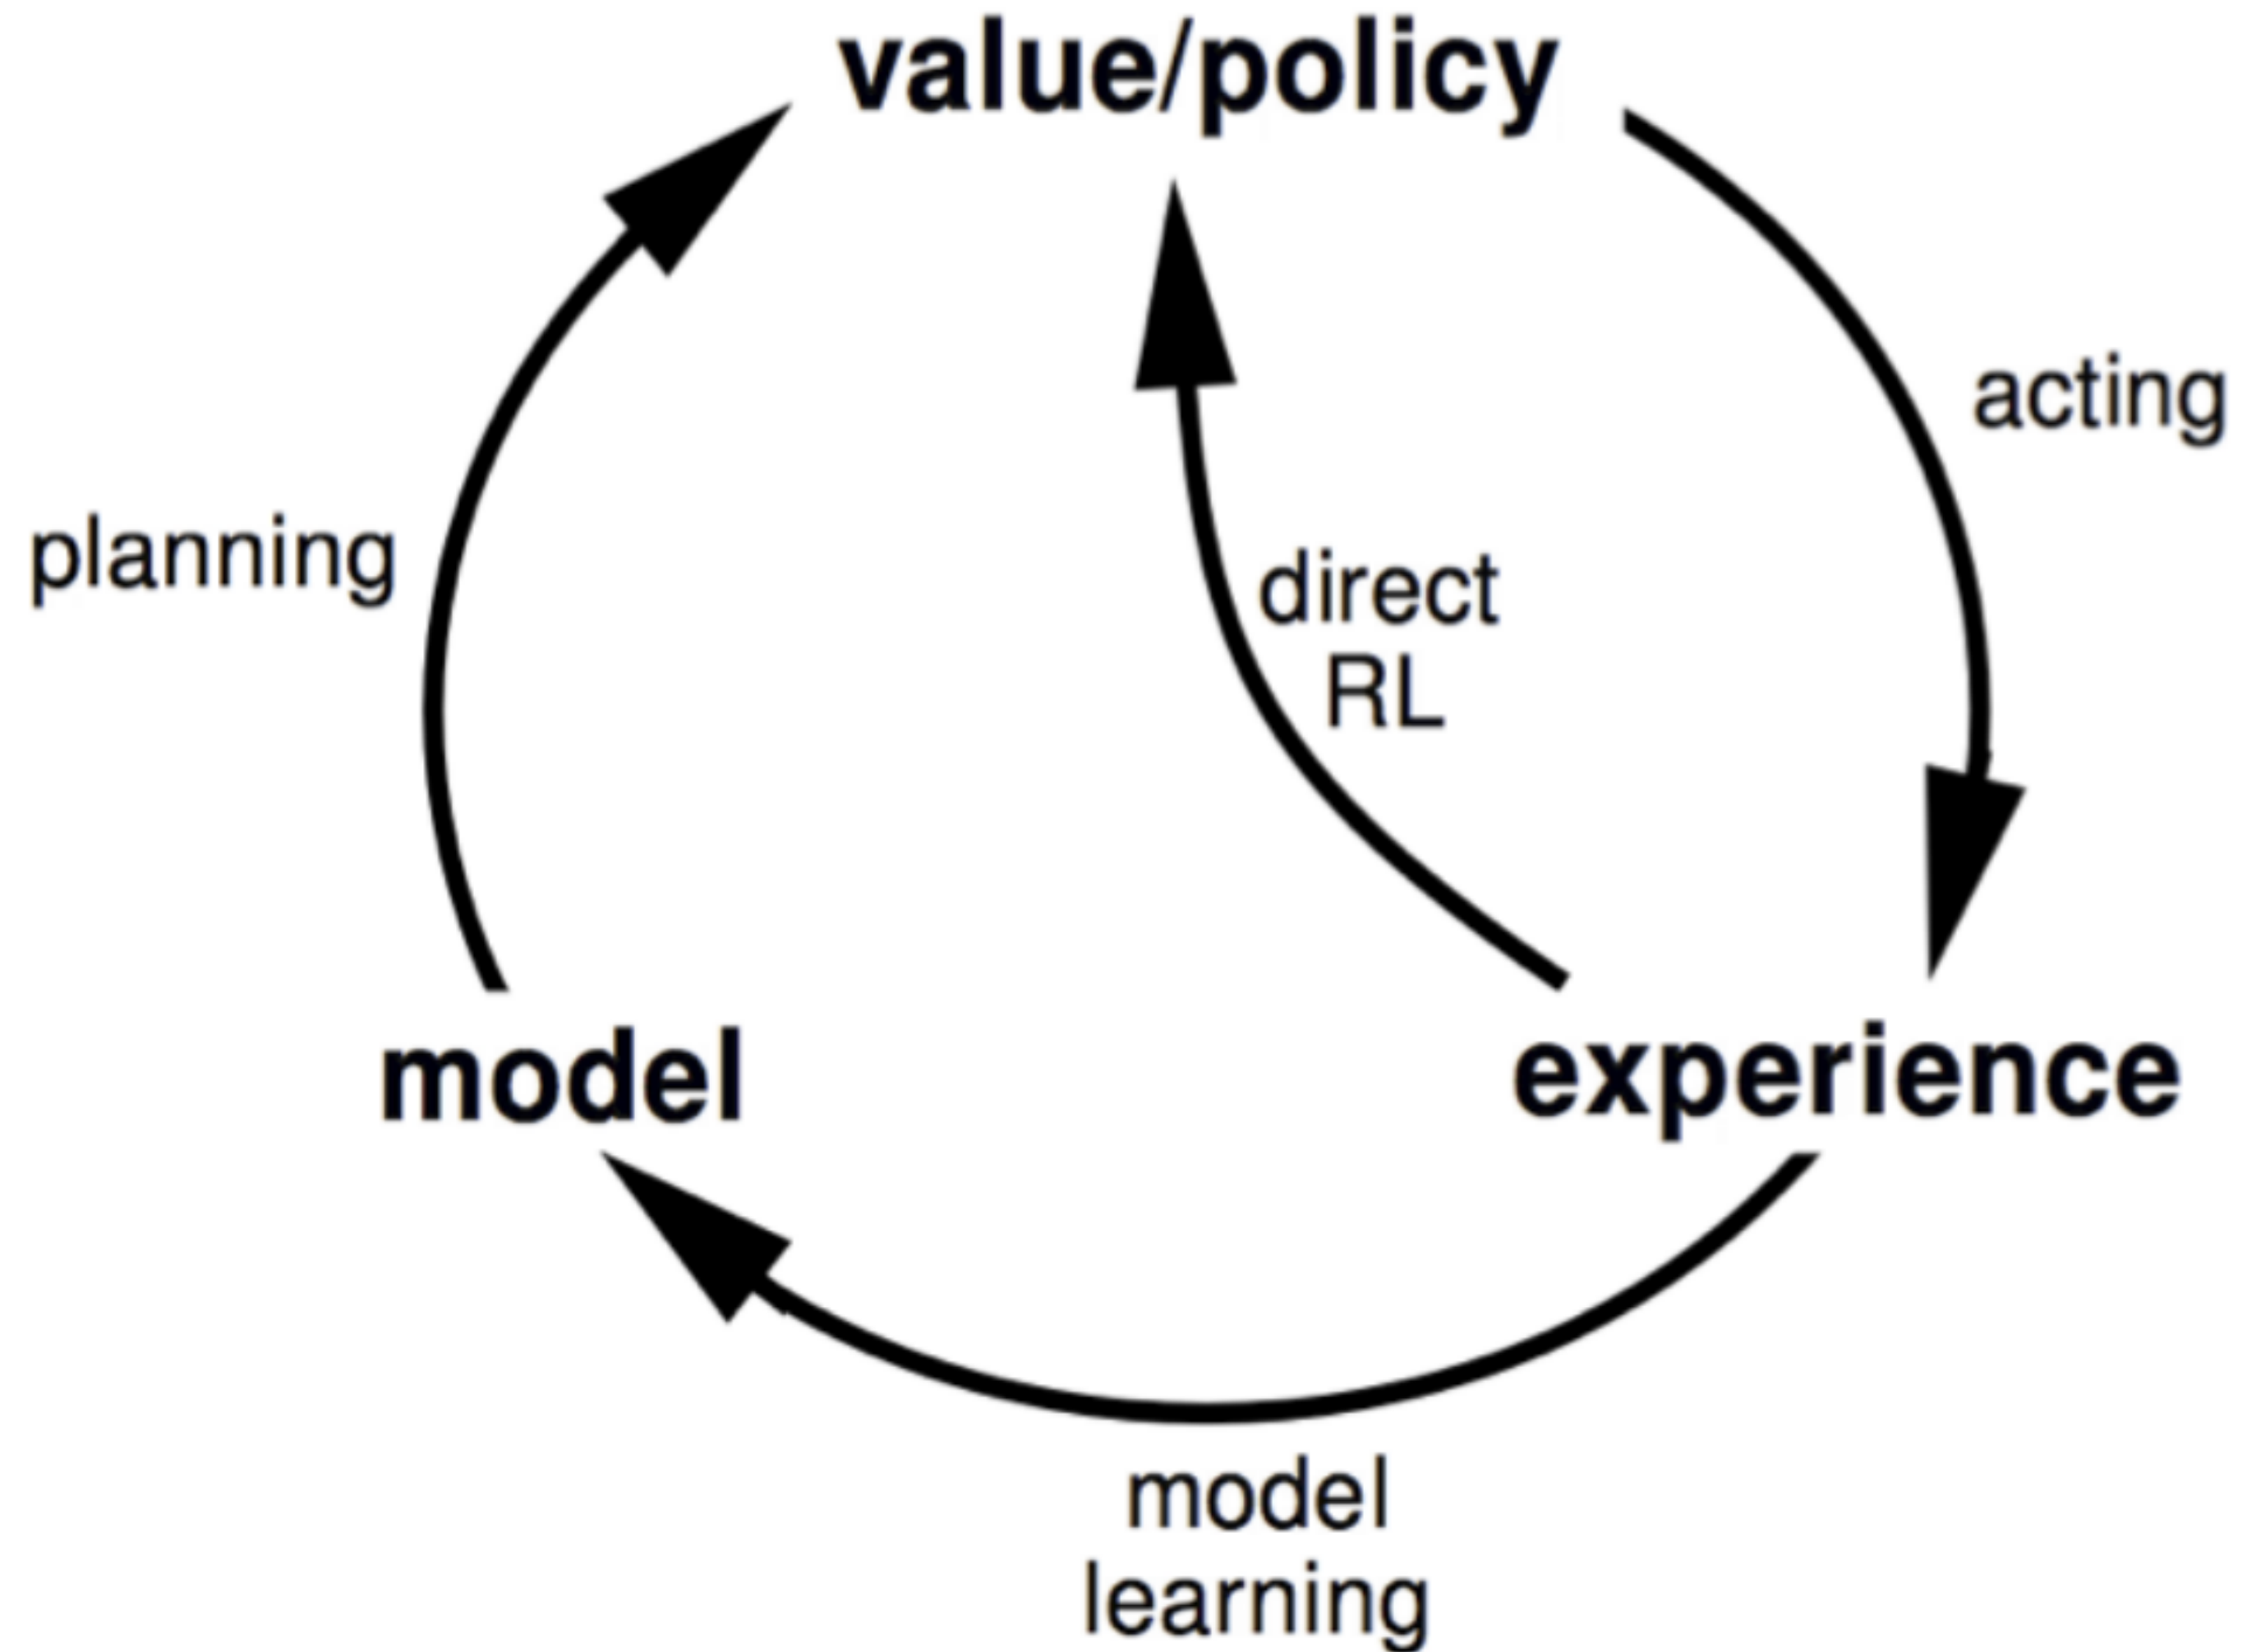 value/policy
acting
planning
direct
RL
model
experience
model
learning